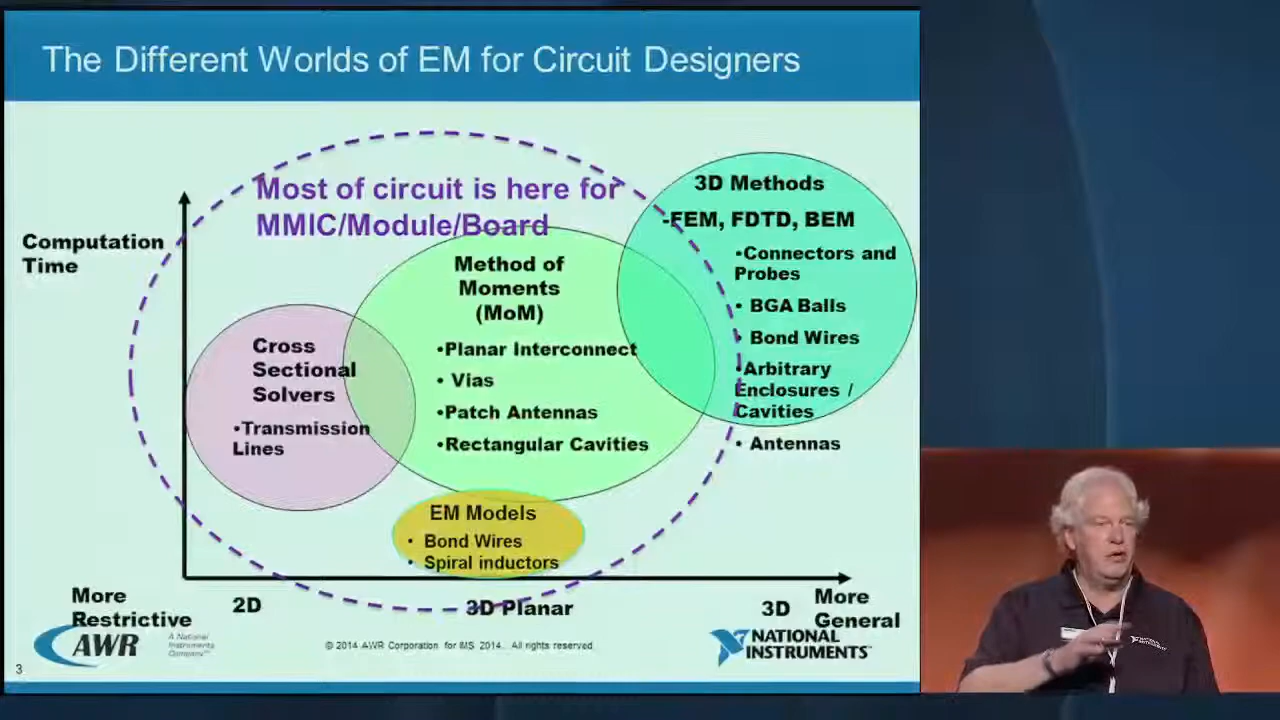 The Different Worlds of EM for Circuit Designers
Most of circuit is here for
MMIC/Module/Board
Computation
Time
Cross
Sectional
Solvers
•Transmission
Lines
Method of
Moments
(MoM)
•Planar Interconnect
• Vias
•Patch Antennas
•Rectangular Cavities
EM Models
• Bond Wires
• Spiral inductors
3D Methods
-FEM, FDTD, BEM
•Connectors and
Probes
• BGA Balls
• Bond Wires
•Arbitrary
Enclosures /
Cavities
• Antennas
More
Restrictive
2D
3D Planar
3D
More
General
AWR
A National
Instruments
Company™
© 2014 AWR Corporation for IMS 2014. All rights reserved
NATIONAL
INSTRUMENTS™
3